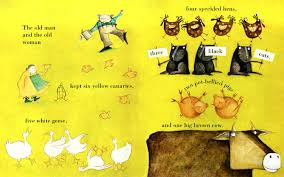 The old man
and the old
woman
kept six yellow canaries,
five white geese,
four speckled hens,
three black cats,
two pot-bellied pigs
and one big brown cow.